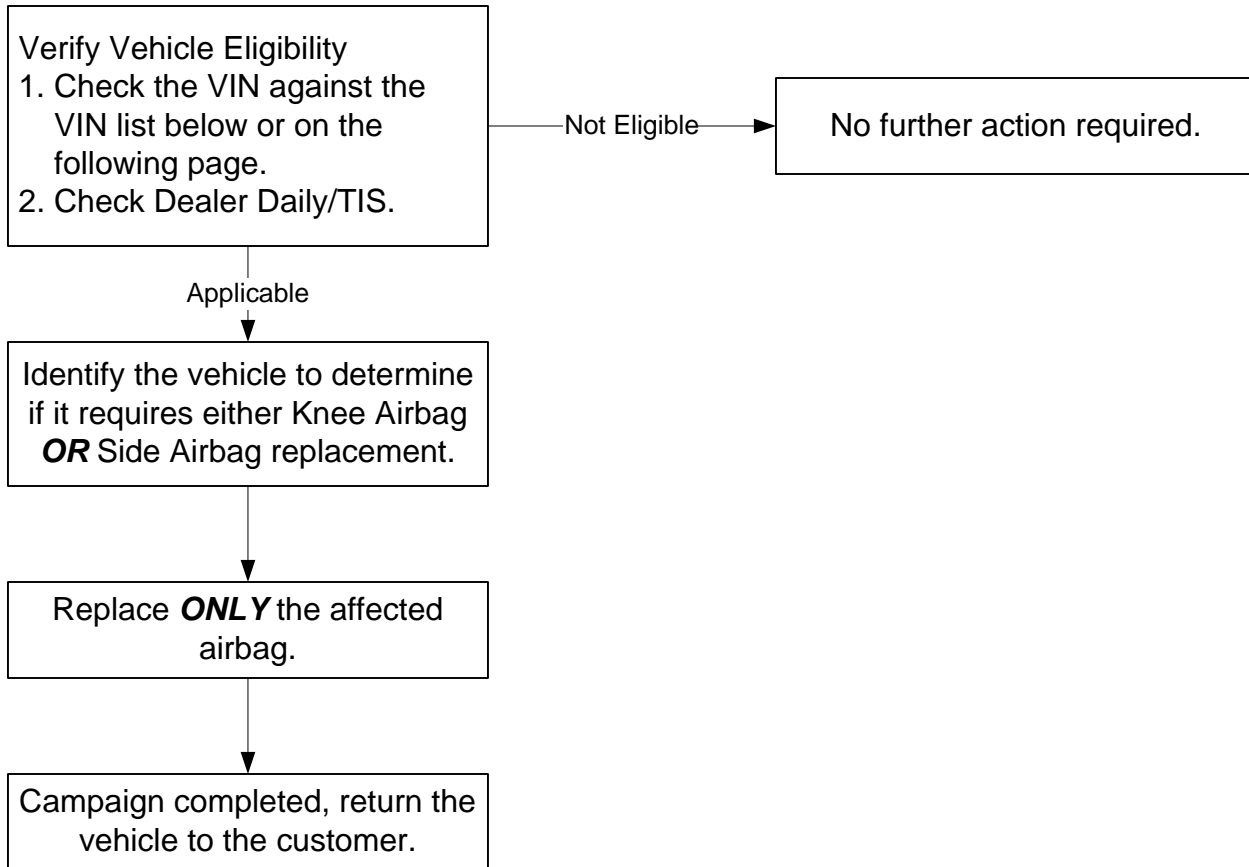 Verify Vehicle Eligibility
1. Check the VIN against the
VIN list below or on the
following page.
2. Check Dealer Daily/TIS.
Not Eligible
No further action required.
Applicable
Identify the vehicle to determine
if it requires either Knee Airbag
OR Side Airbag replacement.
Replace ONLY the affected
airbag.
Campaign completed, return the
vehicle to the customer.